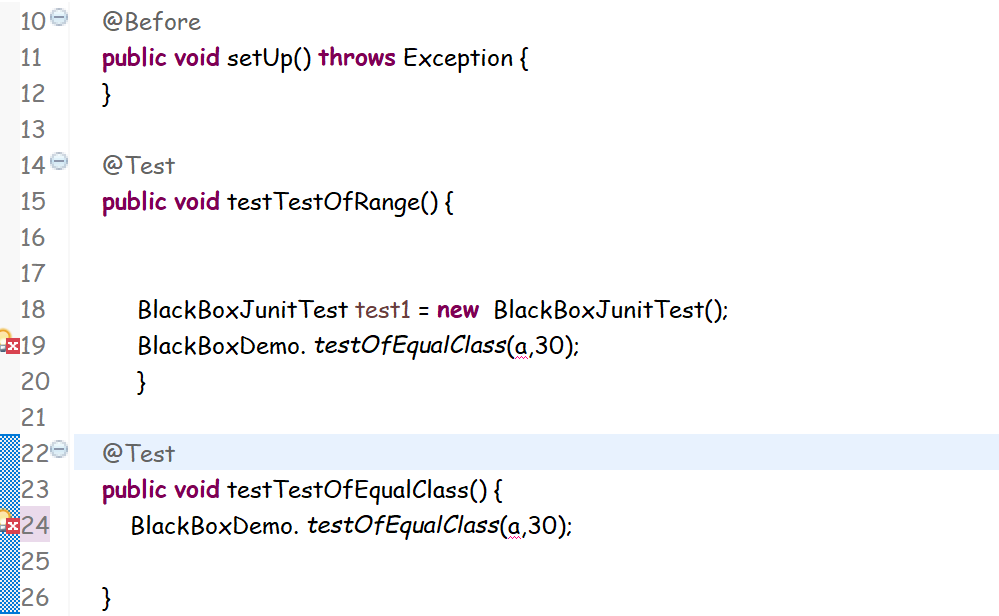 10 @Before
11 public void setUp() throws Exception {
12 }
13
14 @Test
15 public void testTestOfRange() {
16
17
18 BlackBoxJunitTest test1 = new BlackBoxJunitTest();
19 BlackBoxDemo. testOfEqualClass(a,30);
20 }
21
22 @Test
23 public void testTestOfEqualClass() {
24 BlackBoxDemo. testOfEqualClass(a,30);
25
26 }